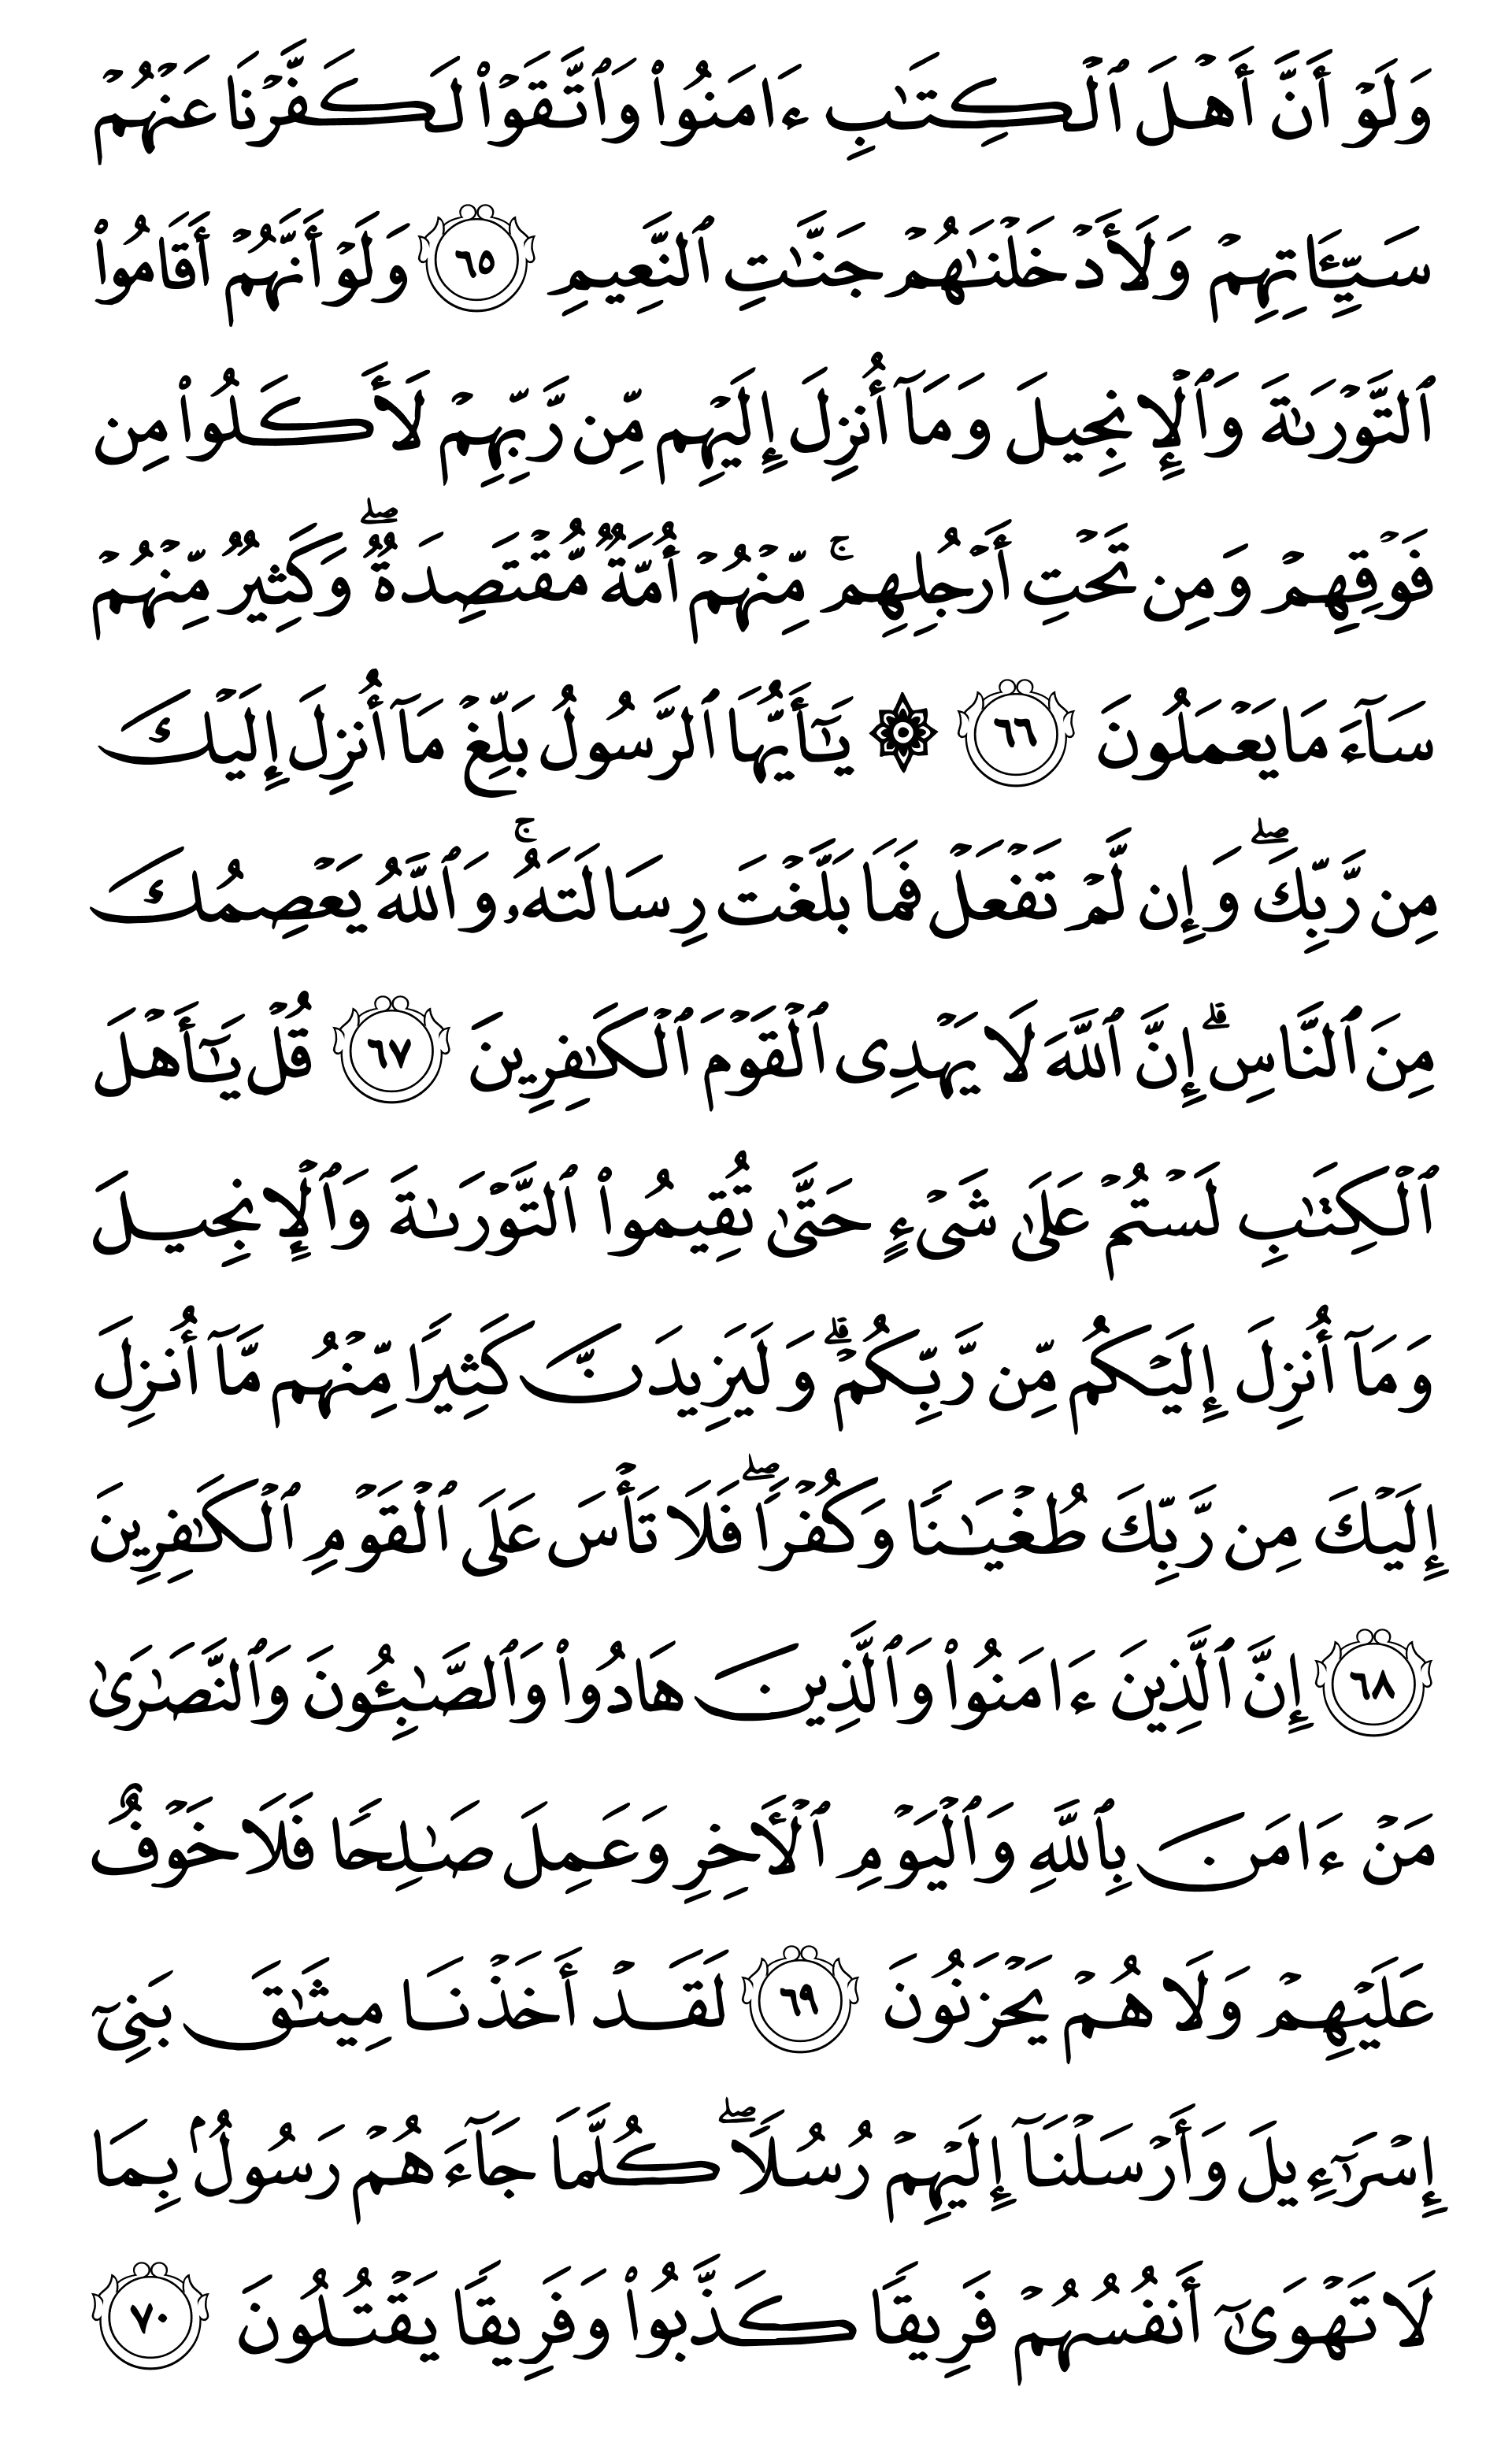 وَلَوۡ أَنَّ أَهۡلَ ٱلۡكِتَٰبِ ءَامَنُواْ وَٱتَّقَوۡاْ لَكَفَّرۡنَا عَنۡهُمۡ
سَيِّـَٔاتِهِمۡ وَلَأَدۡخَلۡنَٰهُمۡ جَنَّٰتِ ٱلنَّعِيمِ ٦٥ وَلَوۡ أَنَّهُمۡ أَقَامُواْ
ٱلتَّوۡرَىٰةَ وَٱلۡإِنجِيلَ وَمَآ أُنزِلَ إِلَيۡهِم مِّن رَّبِّهِمۡ لَأَكَلُواْ مِن
فَوۡقِهِمۡ وَمِن تَحۡتِ أَرۡجُلِهِمۚ مِّنۡهُمۡ أُمَّةٞ مُّقۡتَصِدَةٞۖ وَكَثِيرٞ مِّنۡهُمۡ
سَآءَ مَا يَعۡمَلُونَ ٦٦ ۞ يَٰٓأَيُّهَا ٱلرَّسُولُ بَلِّغۡ مَآ أُنزِلَ إِلَيۡكَ
مِن رَّبِّكَۖ وَإِن لَّمۡ تَفۡعَلۡ فَمَا بَلَّغۡتَ رِسَالَتَهُۥۚ وَٱللَّهُ يَعۡصِمُكَ
مِنَ ٱلنَّاسِۗ إِنَّ ٱللَّهَ لَا يَهۡدِي ٱلۡقَوۡمَ ٱلۡكَٰفِرِينَ ٦٧ قُلۡ يَٰٓأَهۡلَ
ٱلۡكِتَٰبِ لَسۡتُمۡ عَلَىٰ شَيۡءٍ حَتَّىٰ تُقِيمُواْ ٱلتَّوۡرَىٰةَ وَٱلۡإِنجِيلَ
وَمَآ أُنزِلَ إِلَيۡكُم مِّن رَّبِّكُمۡۗ وَلَيَزِيدَنَّ كَثِيرٗا مِّنۡهُم مَّآ أُنزِلَ
إِلَيۡكَ مِن رَّبِّكَ طُغۡيَٰنٗا وَكُفۡرٗاۖ فَلَا تَأۡسَ عَلَى ٱلۡقَوۡمِ ٱلۡكَٰفِرِينَ
٦٨ إِنَّ ٱلَّذِينَ ءَامَنُواْ وَٱلَّذِينَ هَادُواْ وَٱلصَّٰبِـُٔونَ وَٱلنَّصَٰرَىٰ
مَنۡ ءَامَنَ بِٱللَّهِ وَٱلۡيَوۡمِ ٱلۡأٓخِرِ وَعَمِلَ صَٰلِحٗا فَلَا خَوۡفٌ
عَلَيۡهِمۡ وَلَا هُمۡ يَحۡزَنُونَ ٦٩ لَقَدۡ أَخَذۡنَا مِيثَٰقَ بَنِيٓ
إِسۡرَٰٓءِيلَ وَأَرۡسَلۡنَآ إِلَيۡهِمۡ رُسُلٗاۖ كُلَّمَا جَآءَهُمۡ رَسُولُۢ بِمَا
لَا تَهۡوَىٰٓ أَنفُسُهُمۡ فَرِيقٗا كَذَّبُواْ وَفَرِيقٗا يَقۡتُلُونَ ٧٠